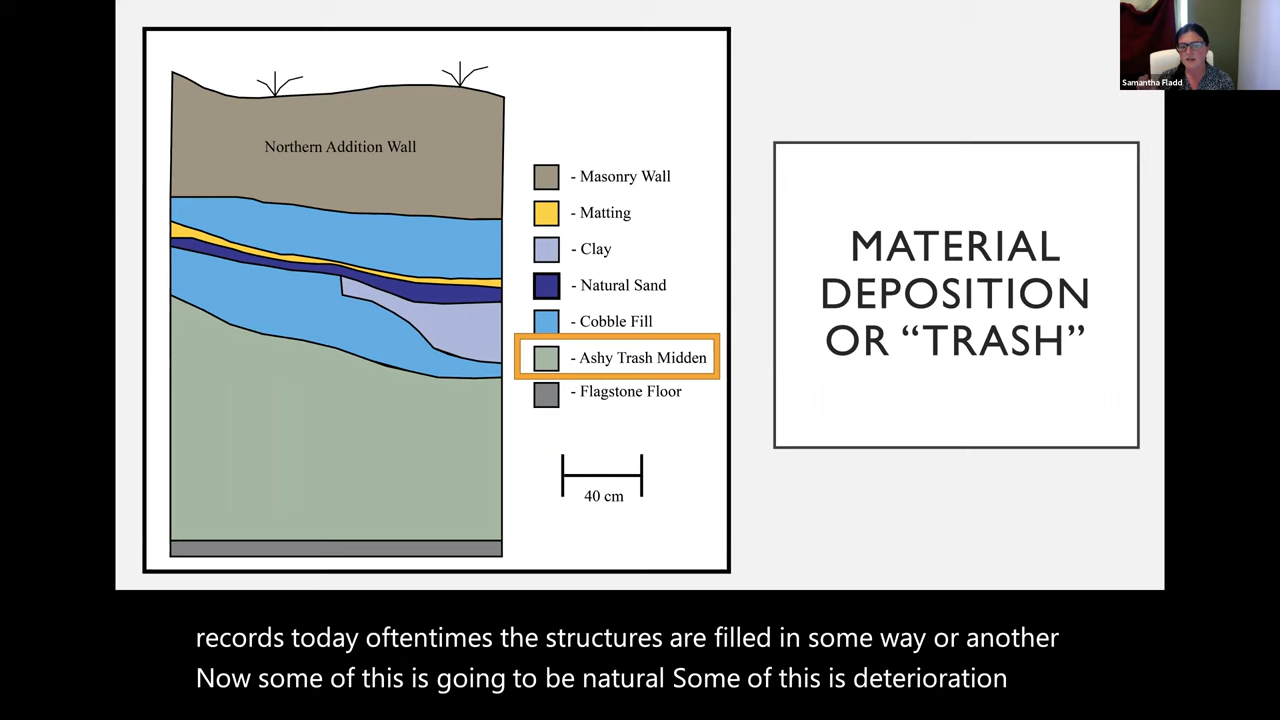 Northern Addition Wall
- Masonry Wall
- Matting
- Clay
- Natural Sand
- Cobble Fill
- Ashy Trash Midden
- Flagstone Floor
40 cm
MATERIAL
DEPOSITION
OR “TRASH”
Samantha Fladd
records today oftentimes the structures are filled in some way or another
Now some of this is going to be natural Some of this is deterioration